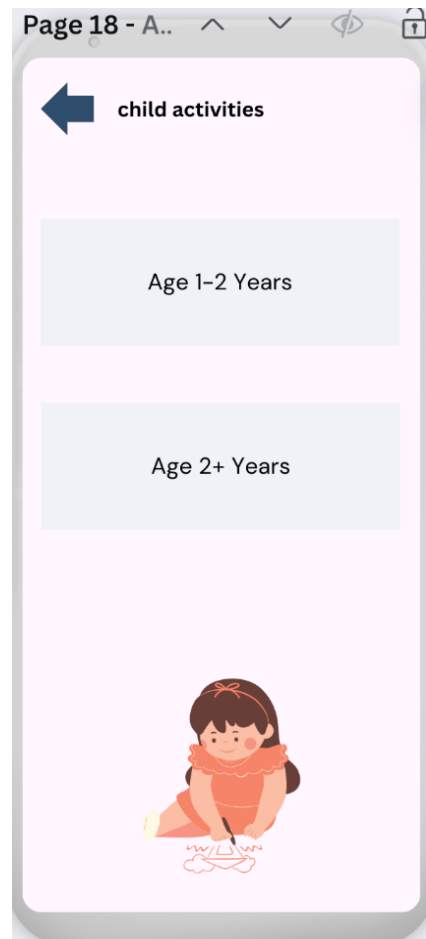 Page 18 - A..
child activities
Age 1-2 Years
Age 2+ Years